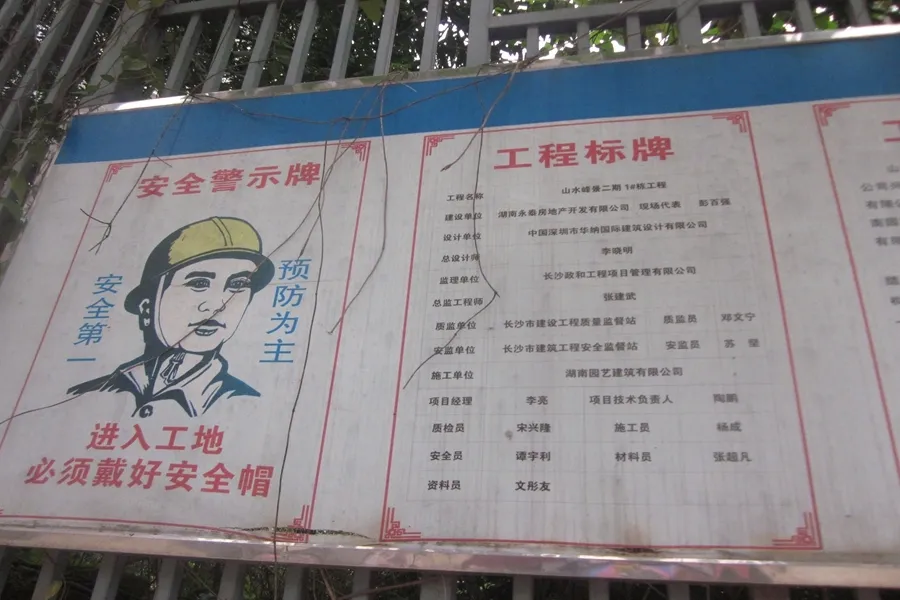 安全警示牌
安全第一
预防为主
进入工地
必须戴好安全帽
工程标牌
工程名称 山水峰景二期 1#栋工程
建设单位 湖南永泰房地产开发有限公司 现场代表 彭百强
设计单位 中国深圳市华纳国际建筑设计有限公司
总设计师 李晓明
监理单位 长沙政和工程项目管理有限公司
总监工程师 张建武
质监单位 长沙市建设工程质量监督站 质监员 邓文宁
安监单位 长沙市建筑工程安全监督站 安监员 苏 坚
施工单位 湖南园艺建筑有限公司
项目经理 李亮 项目技术负责人 陶鹏
质检员 宋兴隆 施工员 杨成
安全员 谭宇利 材料员 张超凡
资料员 文彤友
公司
有限